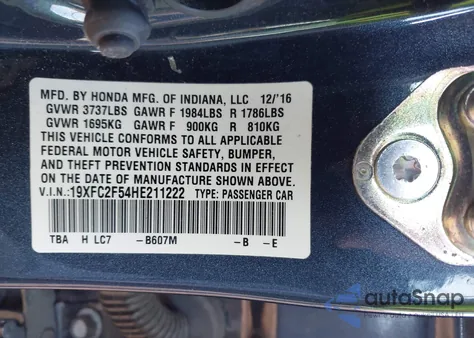 MFD. BY HONDA MFG. OF INDIANA, LLC 12/'16
GVWR 3737LBS GAWR F 1984LBS R 1786LBS
GVWR 1695KG GAWR F 900KG R 810KG
THIS VEHICLE CONFORMS TO ALL APPLICABLE
FEDERAL MOTOR VEHICLE SAFETY, BUMPER,
AND THEFT PREVENTION STANDARDS IN EFFECT
ON THE DATE OF MANUFACTURE SHOWN ABOVE.
V.I.N.:19XFC2F54HE211222 TYPE: PASSENGER CAR
TBA H LC7 -B607M -B -E
autoSnap